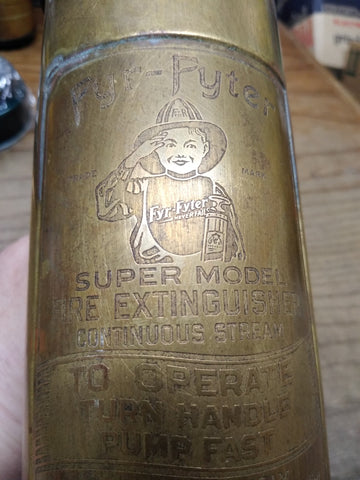 Fyr-Fyter
TRADE MARK
Fyr-Fyter
SUPER MODEL
FIRE EXTINGUISHER
CONTINUOUS STREAM
TO OPERATE
TURN HANDLE
PUMP FAST